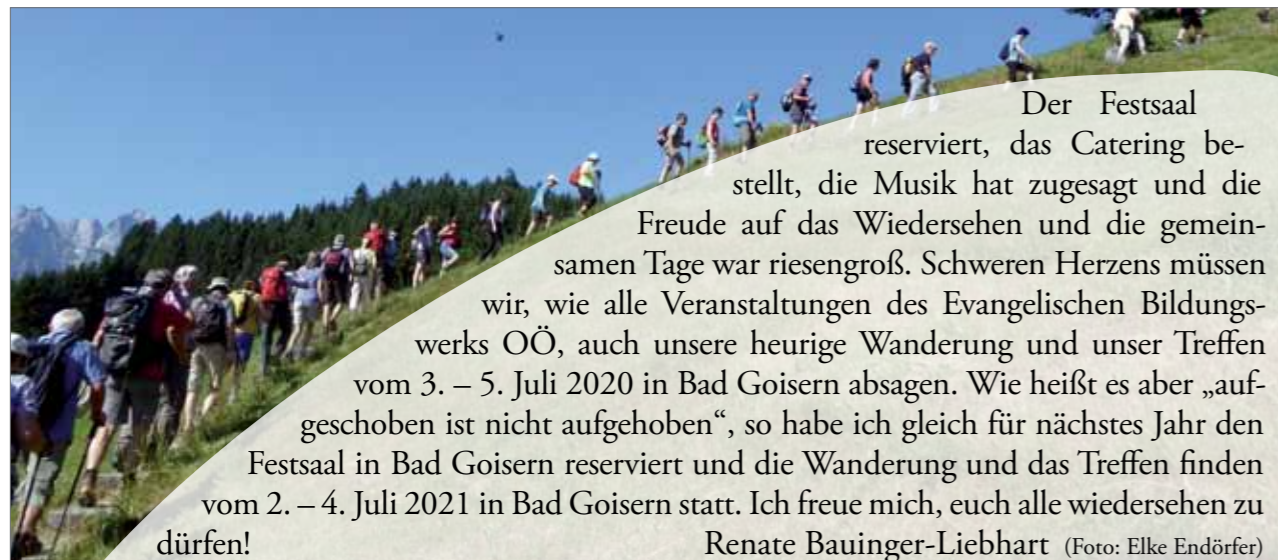 Der Festsaal
reserviert, das Catering be-
stellt, die Musik hat zugesagt und die
Freude auf das Wiedersehen und die gemein-
samen Tage war riesengroß. Schweren Herzens müssen
wir, wie alle Veranstaltungen des Evangelischen Bildungs-
werks OÖ, auch unsere heurige Wanderung und unser Treffen
vom 3. – 5. Juli 2020 in Bad Goisern absagen. Wie heißt es aber „auf-
geschoben ist nicht aufgehoben“, so habe ich gleich für nächstes Jahr den
Festsaal in Bad Goisern reserviert und die Wanderung und das Treffen finden
vom 2. – 4. Juli 2021 in Bad Goisern statt. Ich freue mich, euch alle wiedersehen zu
dürfen! Renate Bauinger-Liebhart (Foto: Elke Endörfer)